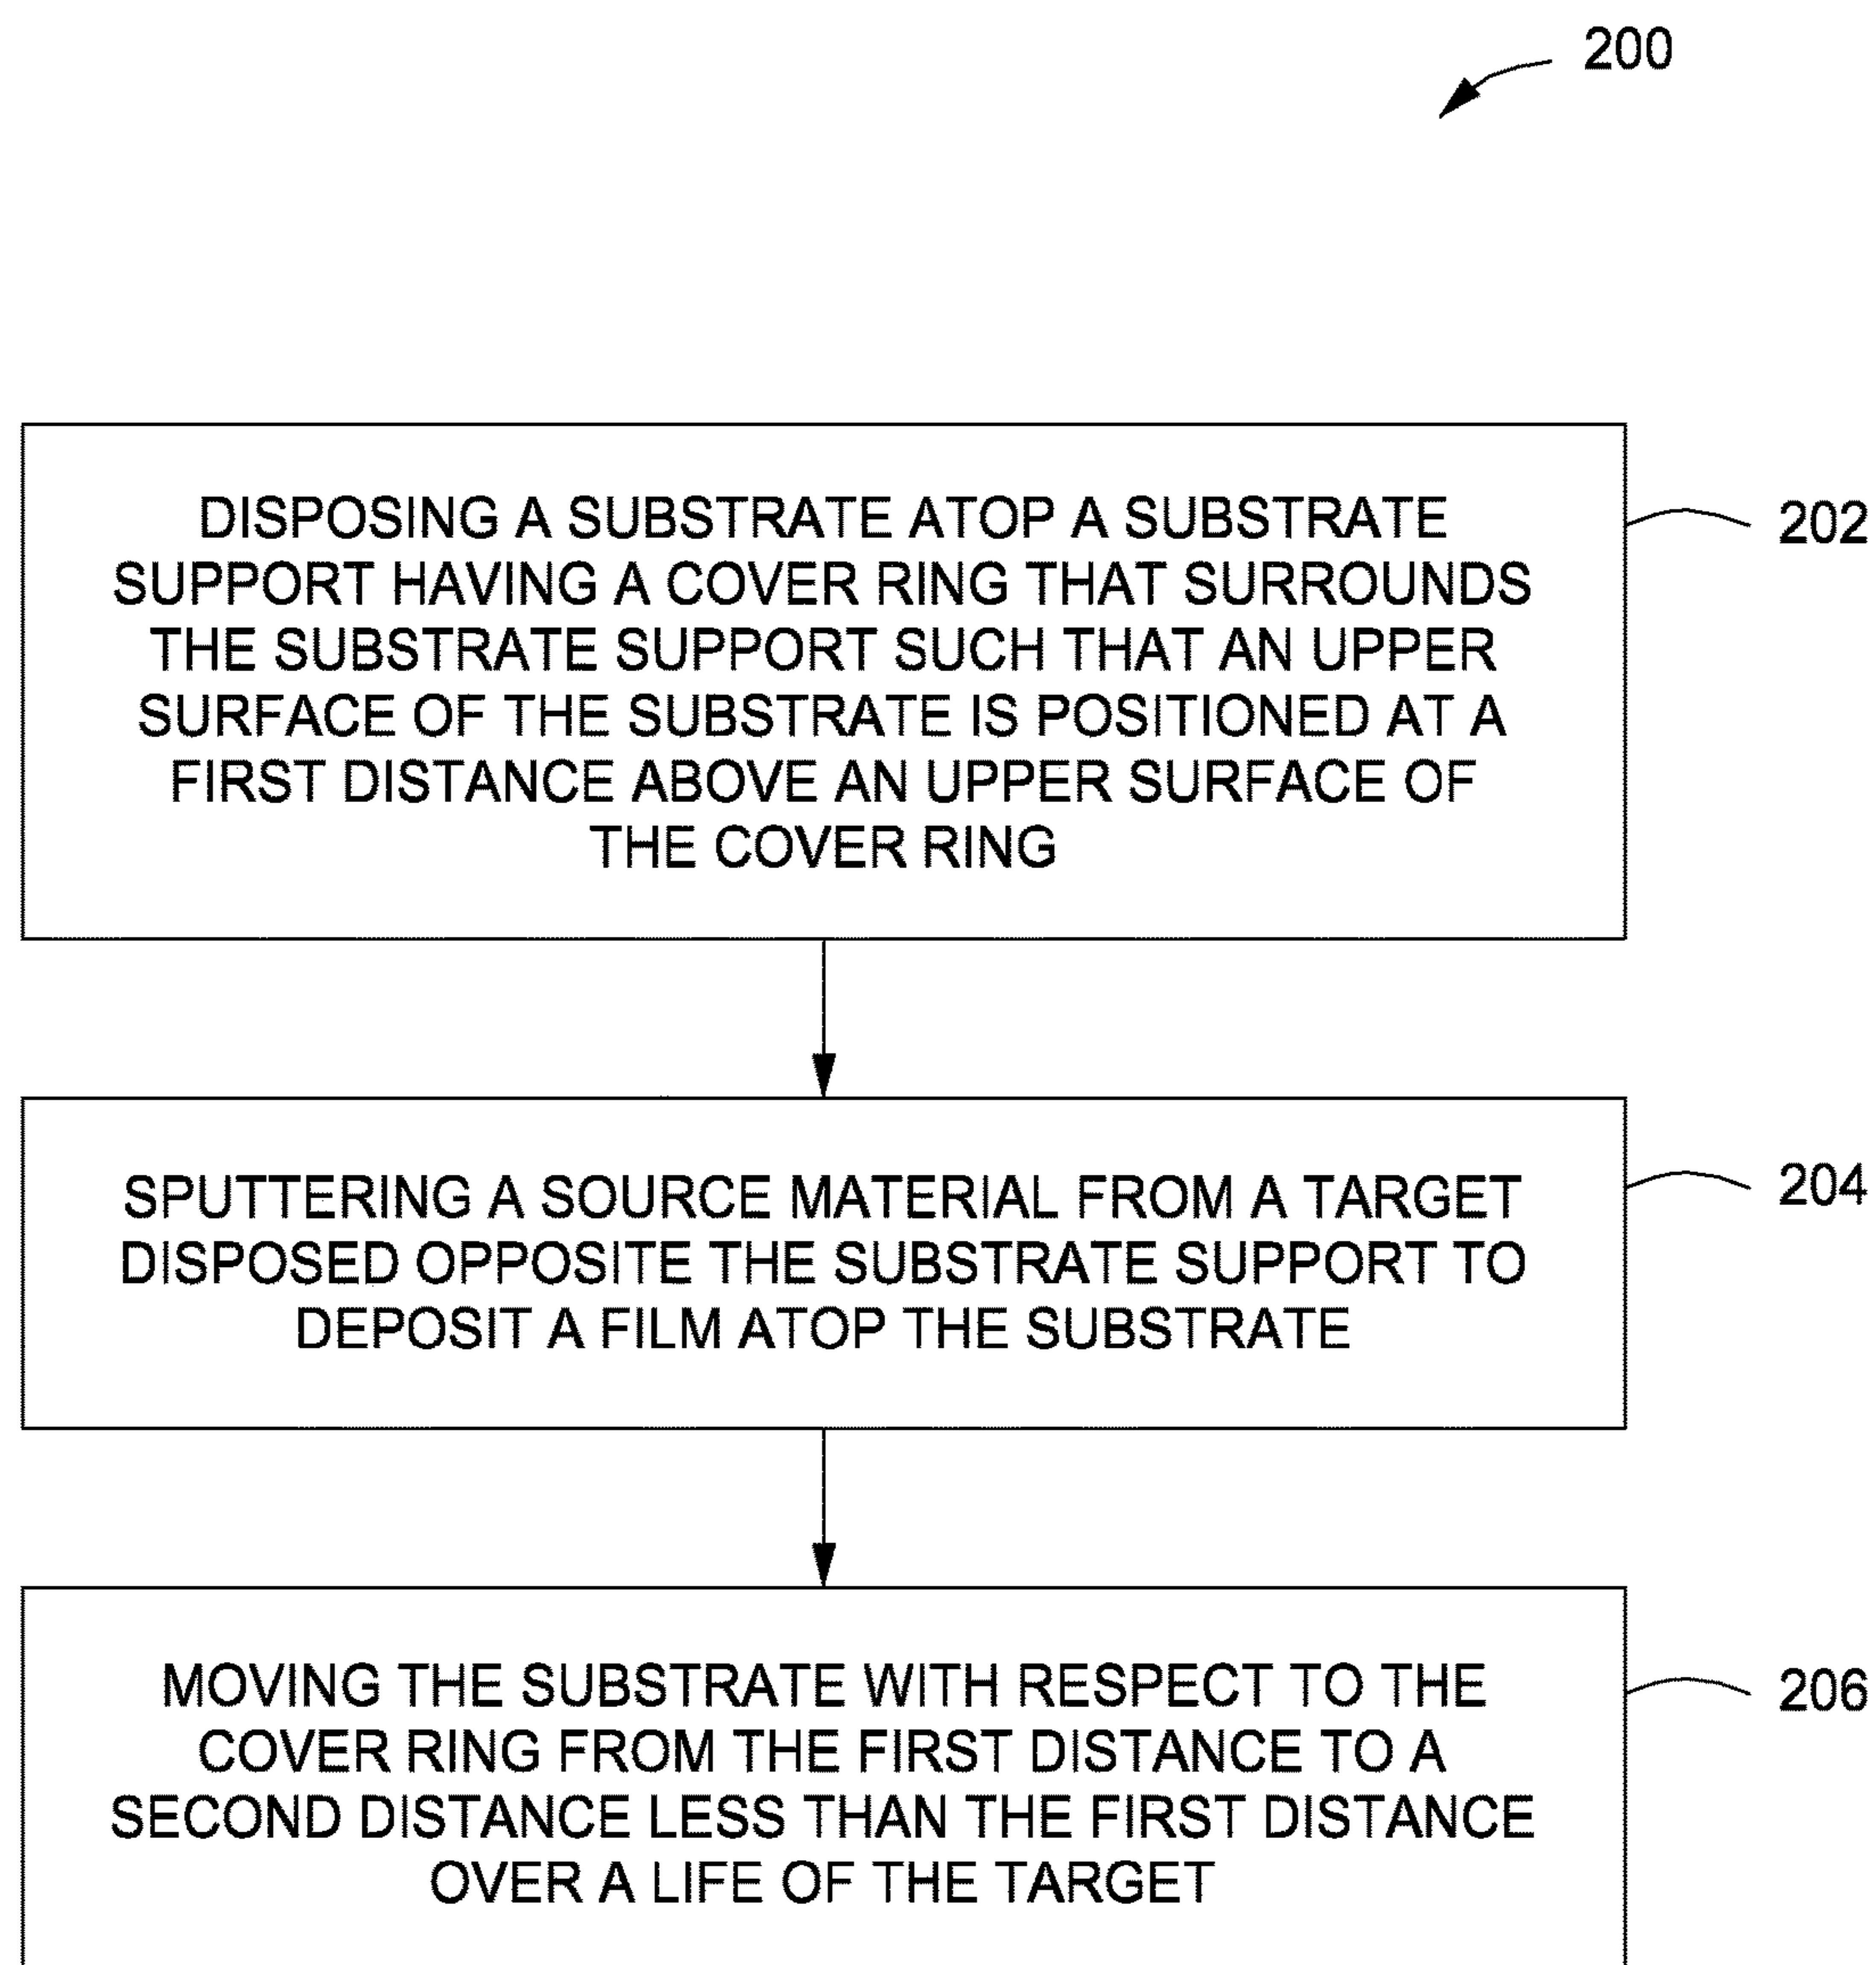 200
DISPOSING A SUBSTRATE ATOP A SUBSTRATE
SUPPORT HAVING A COVER RING THAT SURROUNDS
THE SUBSTRATE SUPPORT SUCH THAT AN UPPER
SURFACE OF THE SUBSTRATE IS POSITIONED AT A
FIRST DISTANCE ABOVE AN UPPER SURFACE OF
THE COVER RING
202
SPUTTERING A SOURCE MATERIAL FROM A TARGET
DISPOSED OPPOSITE THE SUBSTRATE SUPPORT TO
DEPOSIT A FILM ATOP THE SUBSTRATE
204
MOVING THE SUBSTRATE WITH RESPECT TO THE
COVER RING FROM THE FIRST DISTANCE TO A
SECOND DISTANCE LESS THAN THE FIRST DISTANCE
OVER A LIFE OF THE TARGET
206